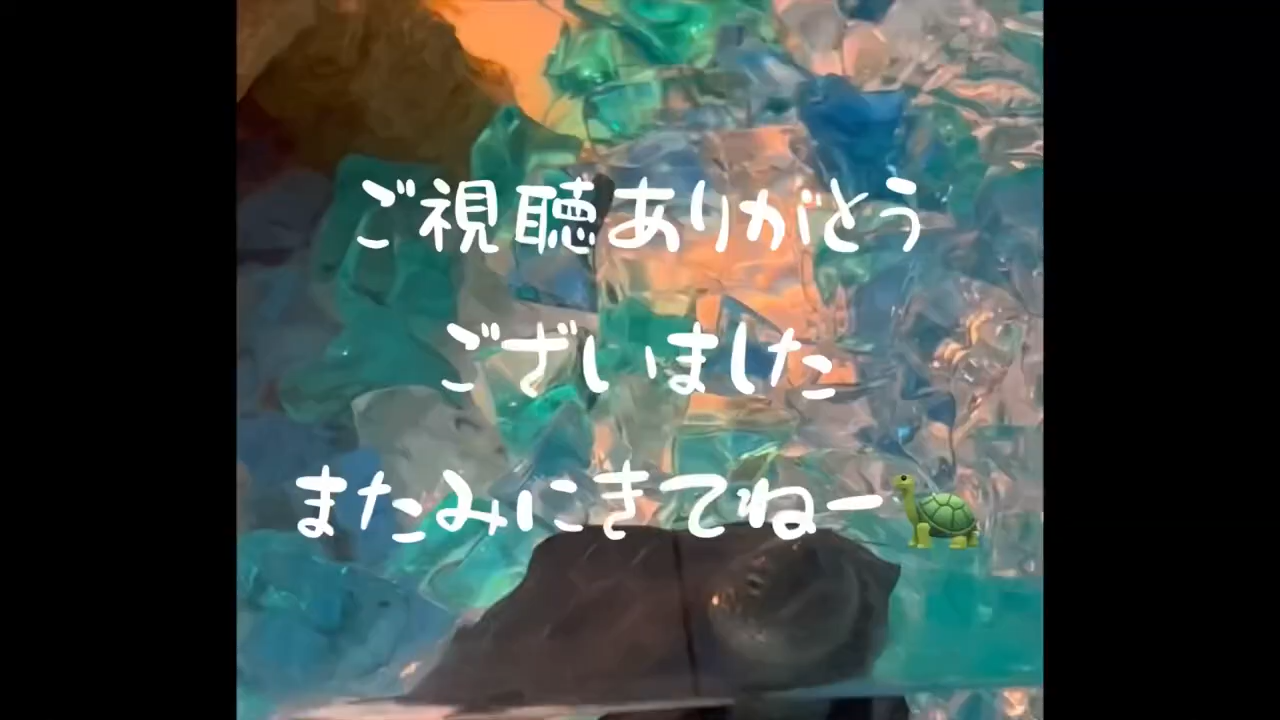 ご視聴ありがとう
ございました
またみにきてねー🐢